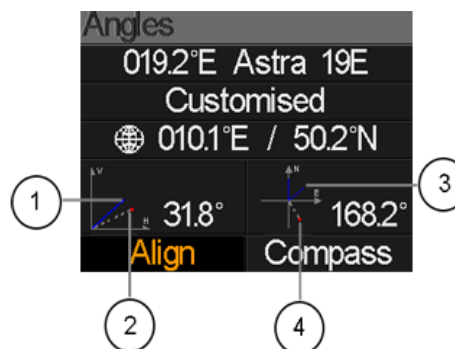 Angles
019.2°E Astra 19E
Customised
010.1°E / 50.2°N
V
H
31.8°
N
E
168.2°
1
3
Align
Compass
2
4